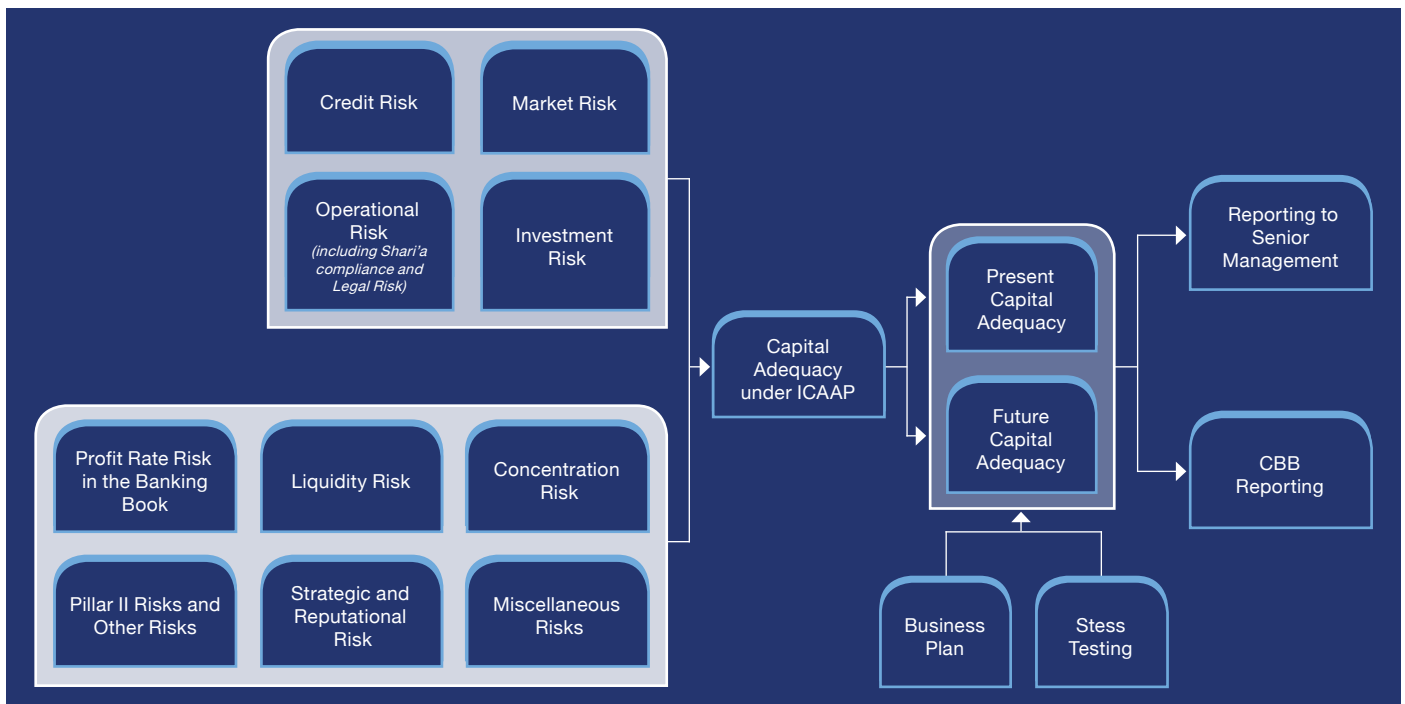 Credit Risk
Market Risk
Operational
Risk
(including Shari'a
compliance and
Legal Risk)
Investment
Risk
Profit Rate Risk
in the Banking
Book
Liquidity Risk
Concentration
Risk
Pillar II Risks and
Other Risks
Strategic and
Reputational
Risk
Miscellaneous
Risks
Capital
Adequacy
under ICAAP
Present
Capital
Adequacy
Future
Capital
Adequacy
Business
Plan
Stess
Testing
Reporting to
Senior
Management
CBB
Reporting